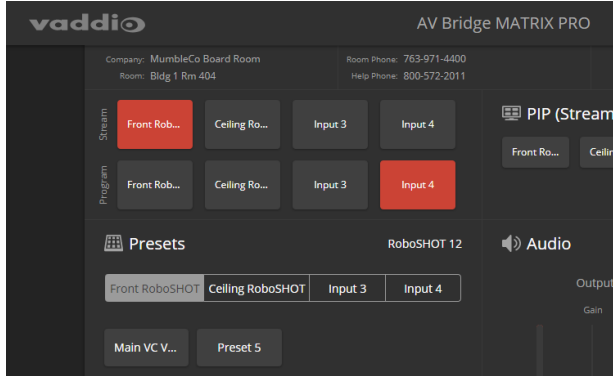 vaddio AV Bridge MATRIX PRO
Company: MumbleCo Board Room Room Phone: 763-971-4400
Room: Bldg 1 Rm 404 Help Phone: 800-572-2011
Stream Front Rob... Ceiling Ro... Input 3 Input 4
Program Front Rob... Ceiling Ro... Input 3 Input 4
PIP (Stream
Front Ro... Ceilin
Presets RoboSHOT 12
Front RoboSHOT Ceiling RoboSHOT Input 3 Input 4
Main VC V... Preset 5
Audio
Output
Gain